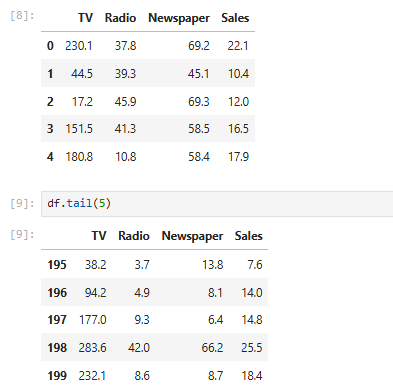 [8]:
TV Radio Newspaper Sales
0 230.1 37.8 69.2 22.1
1 44.5 39.3 45.1 10.4
2 17.2 45.9 69.3 12.0
3 151.5 41.3 58.5 16.5
4 180.8 10.8 58.4 17.9
[9]: df.tail(5)
[9]:
TV Radio Newspaper Sales
195 38.2 3.7 13.8 7.6
196 94.2 4.9 8.1 14.0
197 177.0 9.3 6.4 14.8
198 283.6 42.0 66.2 25.5
199 232.1 8.6 8.7 18.4